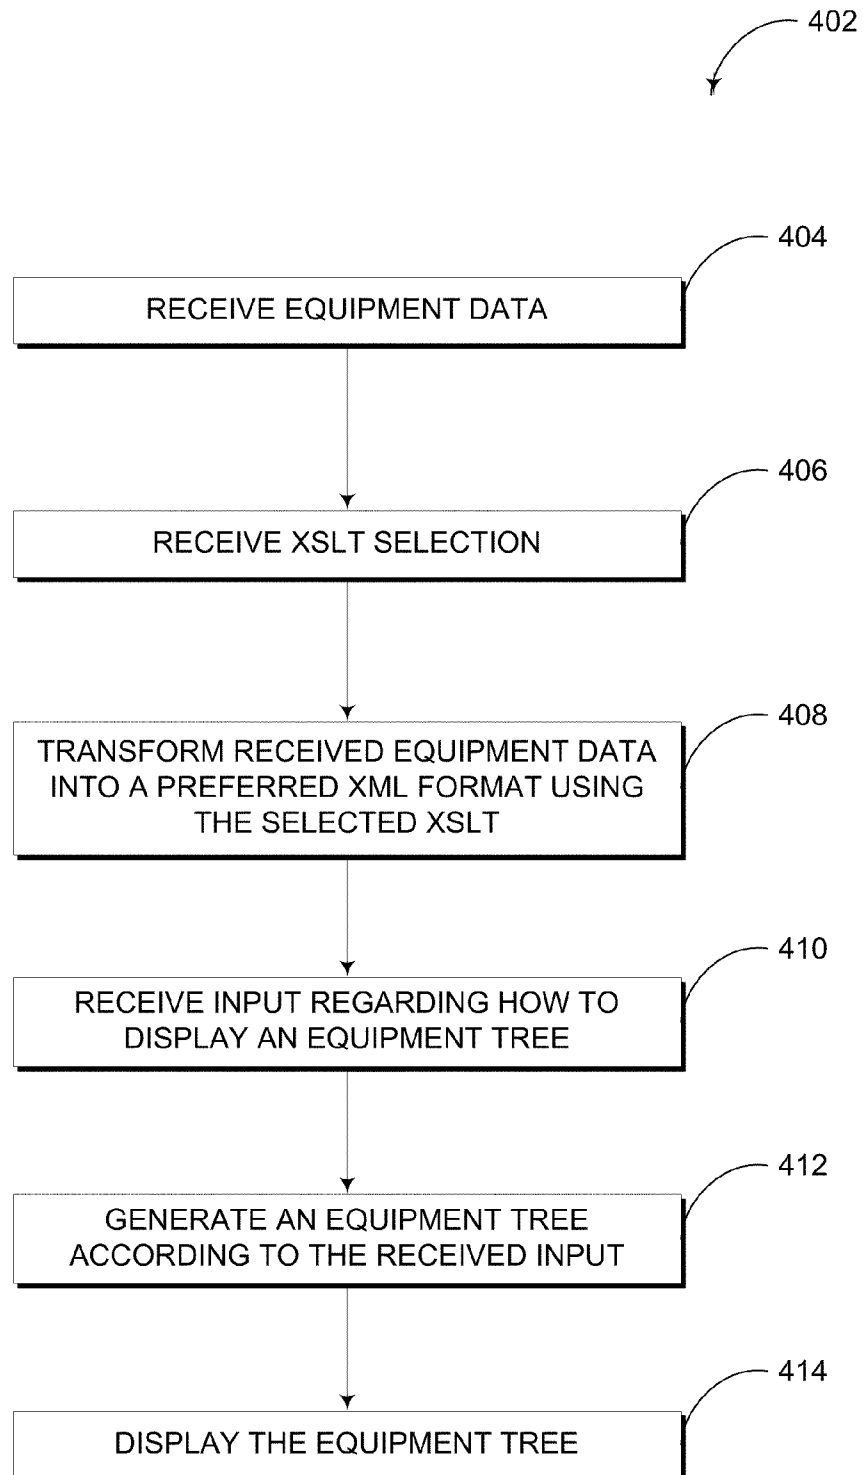 402
404
RECEIVE EQUIPMENT DATA
406
RECEIVE XSLT SELECTION
408
TRANSFORM RECEIVED EQUIPMENT DATA
INTO A PREFERRED XML FORMAT USING
THE SELECTED XSLT
410
RECEIVE INPUT REGARDING HOW TO
DISPLAY AN EQUIPMENT TREE
412
GENERATE AN EQUIPMENT TREE
ACCORDING TO THE RECEIVED INPUT
414
DISPLAY THE EQUIPMENT TREE